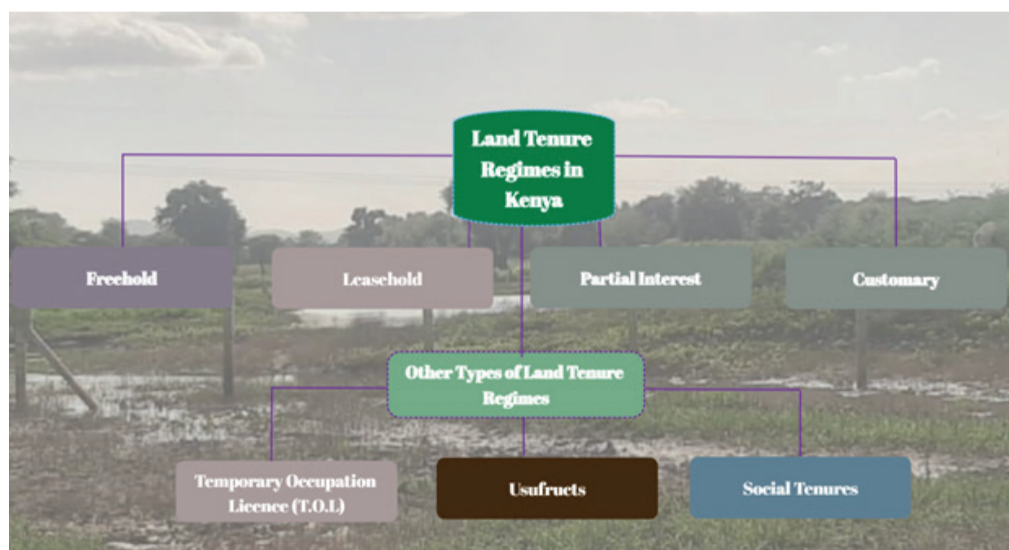 Land Tenure
Regimes in
Kenya
Freehold
Leasehold
Partial Interest
Customary
Other Types of Land Tenure
Regimes
Temporary Occupation
Licence (T.O.L)
Usufructs
Social Tenures